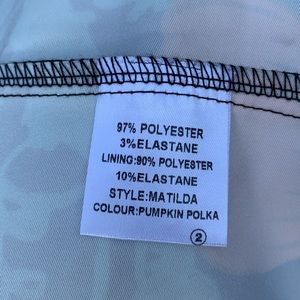 97% POLYESTER
3%ELASTANE
LINING:90% POLYESTER
10%ELASTANE
STYLE:MATILDA
COLOUR:PUMPKIN POLKA
2